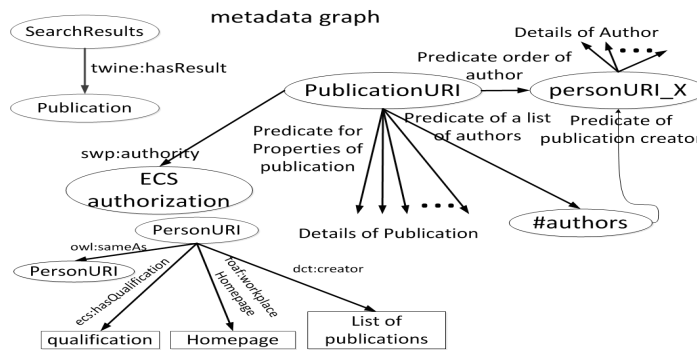 metadata graph
SearchResults
twine:hasResult
Publication
Details of Author
Predicate order of
author
PublicationURI
personURI_X
Predicate for
Properties of
publication
Predicate of a list
of authors
Predicate of
publication creator
swp:authority
ECS
authorization
Details of Publication
#authors
PersonURI
owl:sameAs
PersonURI
ecs:hasQualification
foaf:workplace
Homepage
dct:creator
qualification
Homepage
List of
publications